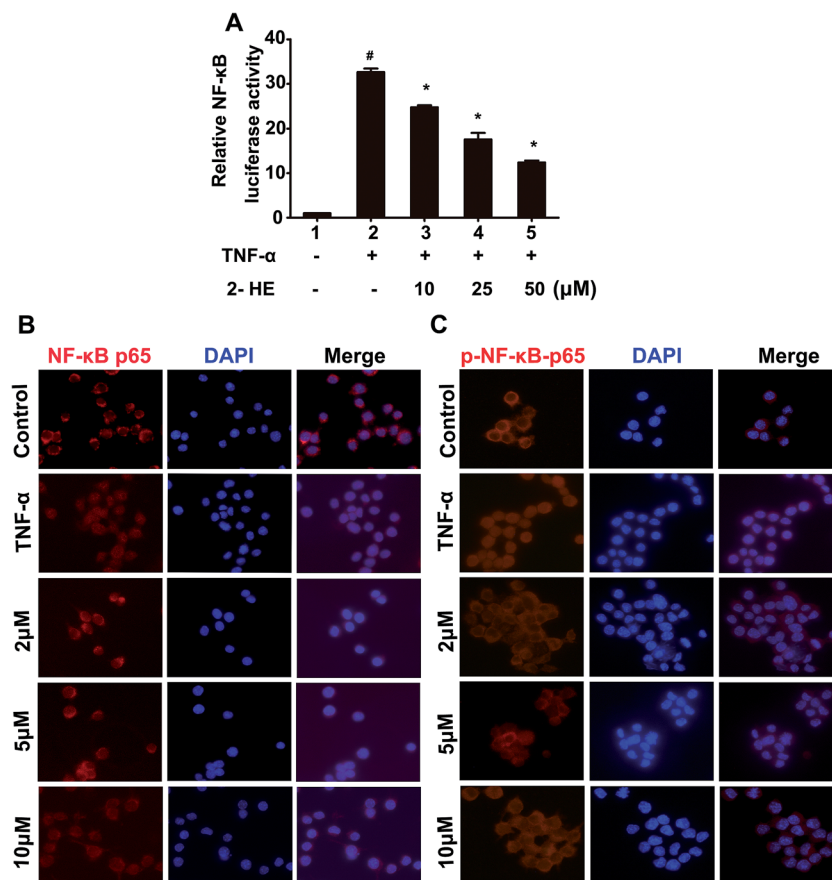 A
Relative NF-κB
luciferase activity
40
30
20
10
0
#
*
*
*
1 2 3 4 5
TNF-α - + + + +
2- HE - - 10 25 50 (μM)
B
NF-κB p65 DAPI Merge
Control
TNF-α
2μM
5μM
10μM
C
p-NF-κB-p65 DAPI Merge
Control
TNF-α
2μM
5μM
10μM